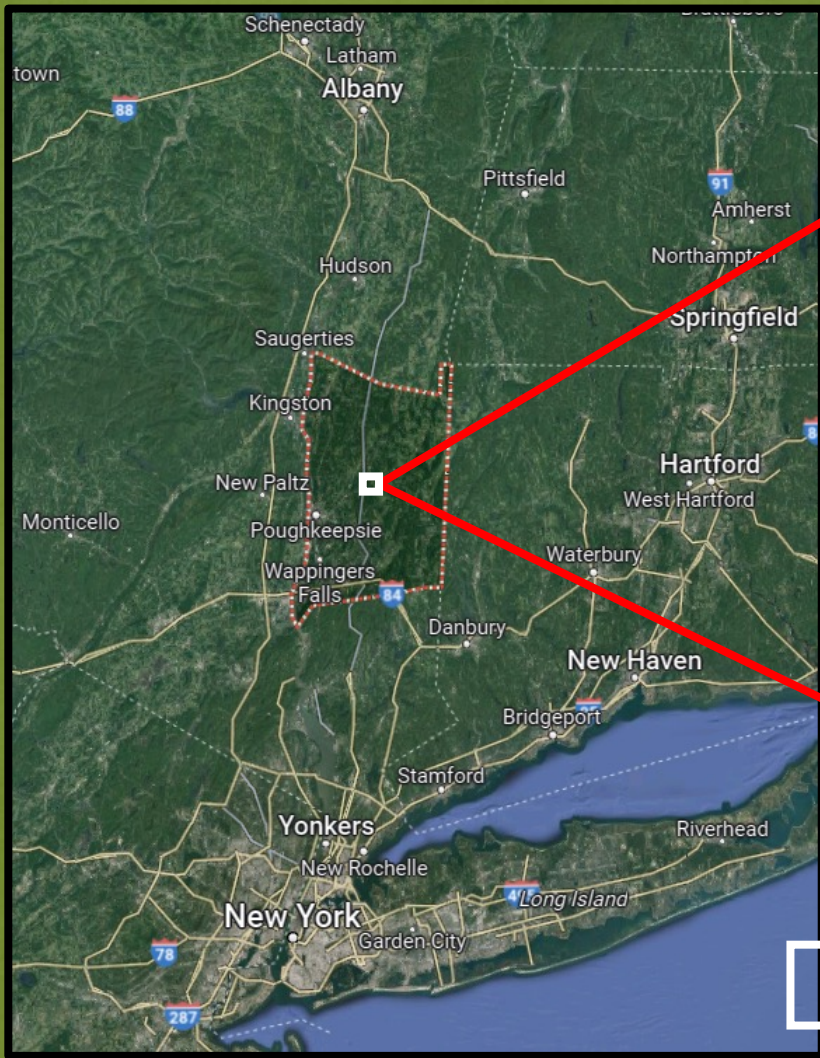 Schenectady
Latham
town
Albany
88
Pittsfield
91
Amherst
Northampton
Hudson
Springfield
Saugerties
Kingston
Hartford
New Paltz
West Hartford
Monticello
Poughkeepsie
Waterbury
Wappingers
Falls
84
Danbury
New Haven
Bridgeport
Stamford
Yonkers
Riverhead
New Rochelle
Long Island
New York
Garden City
78
287